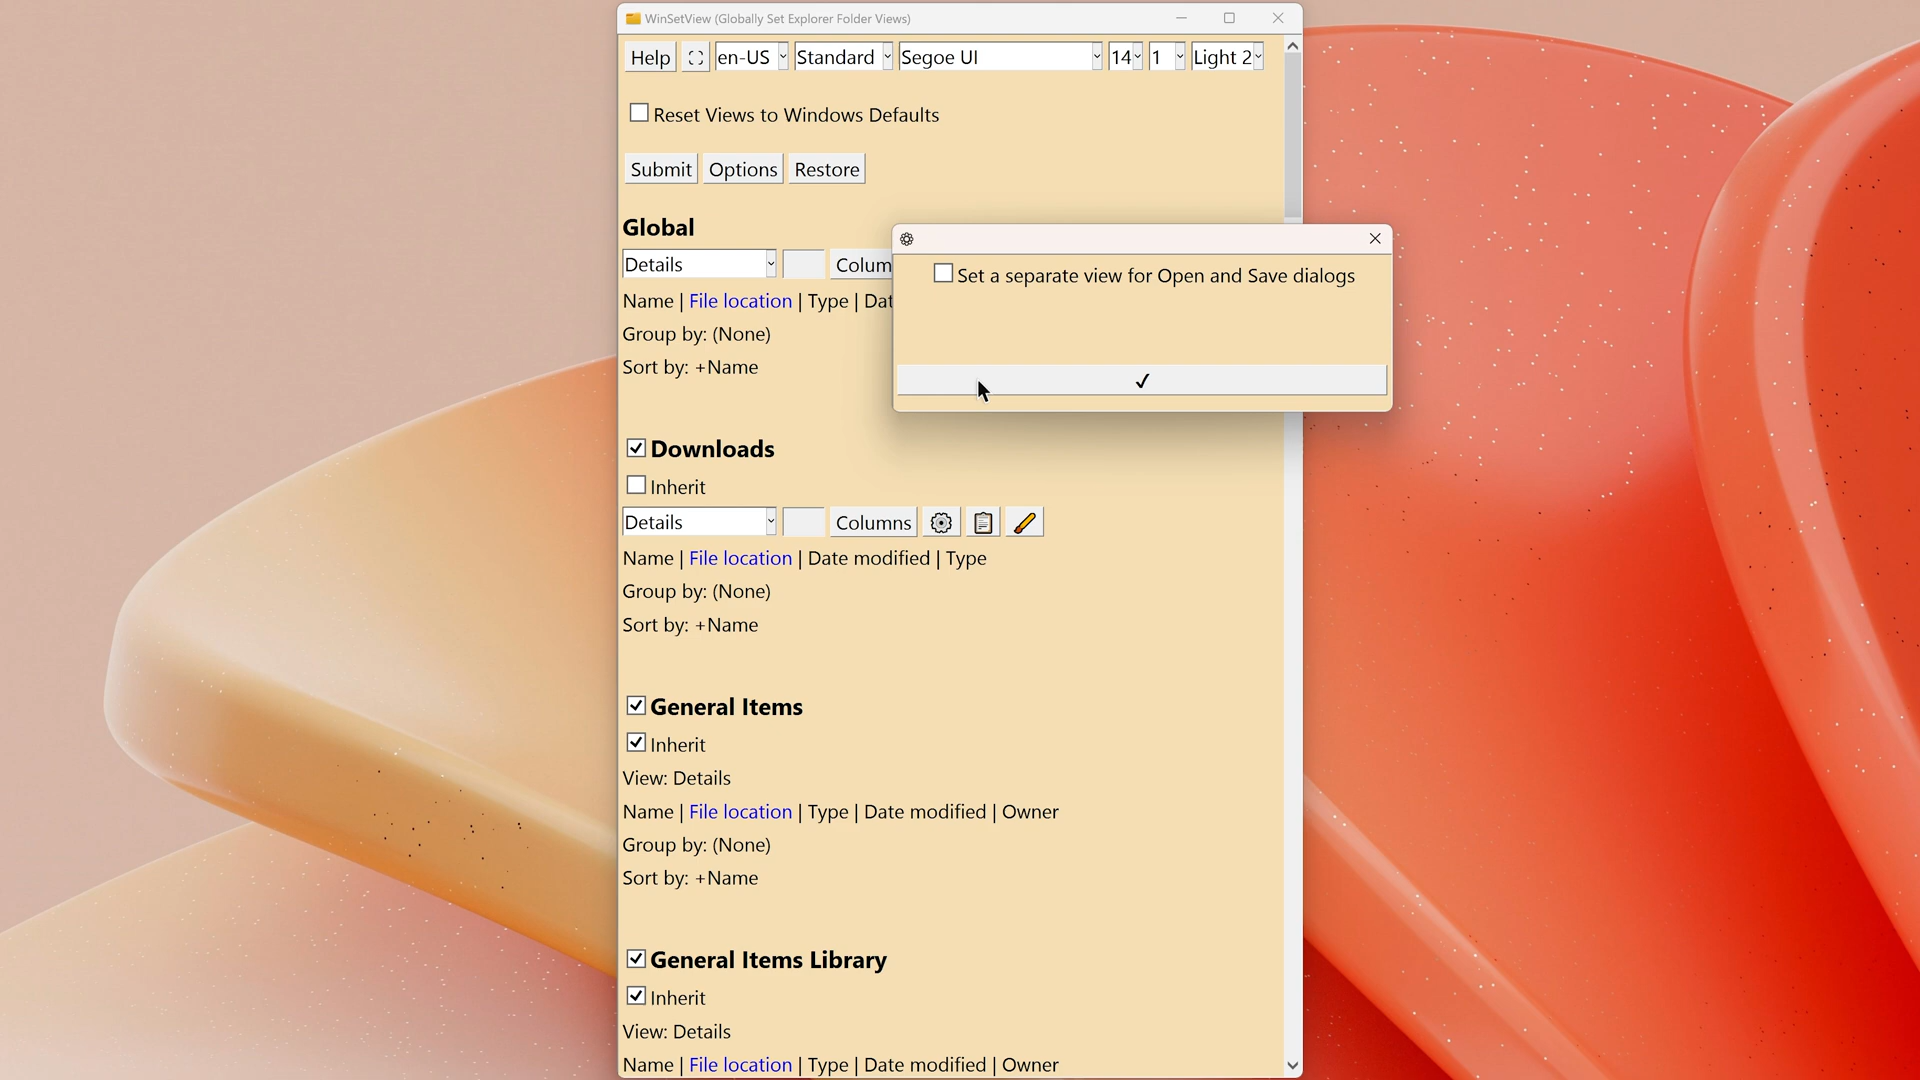 WinSetView (Globally Set Explorer Folder Views)
Help en-US Standard Segoe UI 14 1 Light 2
Reset Views to Windows Defaults
Submit Options Restore
Global
Details Colum
Name | File location | Type | Dat
Group by: (None)
Sort by: +Name
Set a separate view for Open and Save dialogs
✓
Downloads
Inherit
Details Columns
Name | File location | Date modified | Type
Group by: (None)
Sort by: +Name
General Items
Inherit
View: Details
Name | File location | Type | Date modified | Owner
Group by: (None)
Sort by: +Name
General Items Library
Inherit
View: Details
Name | File location | Type | Date modified | Owner